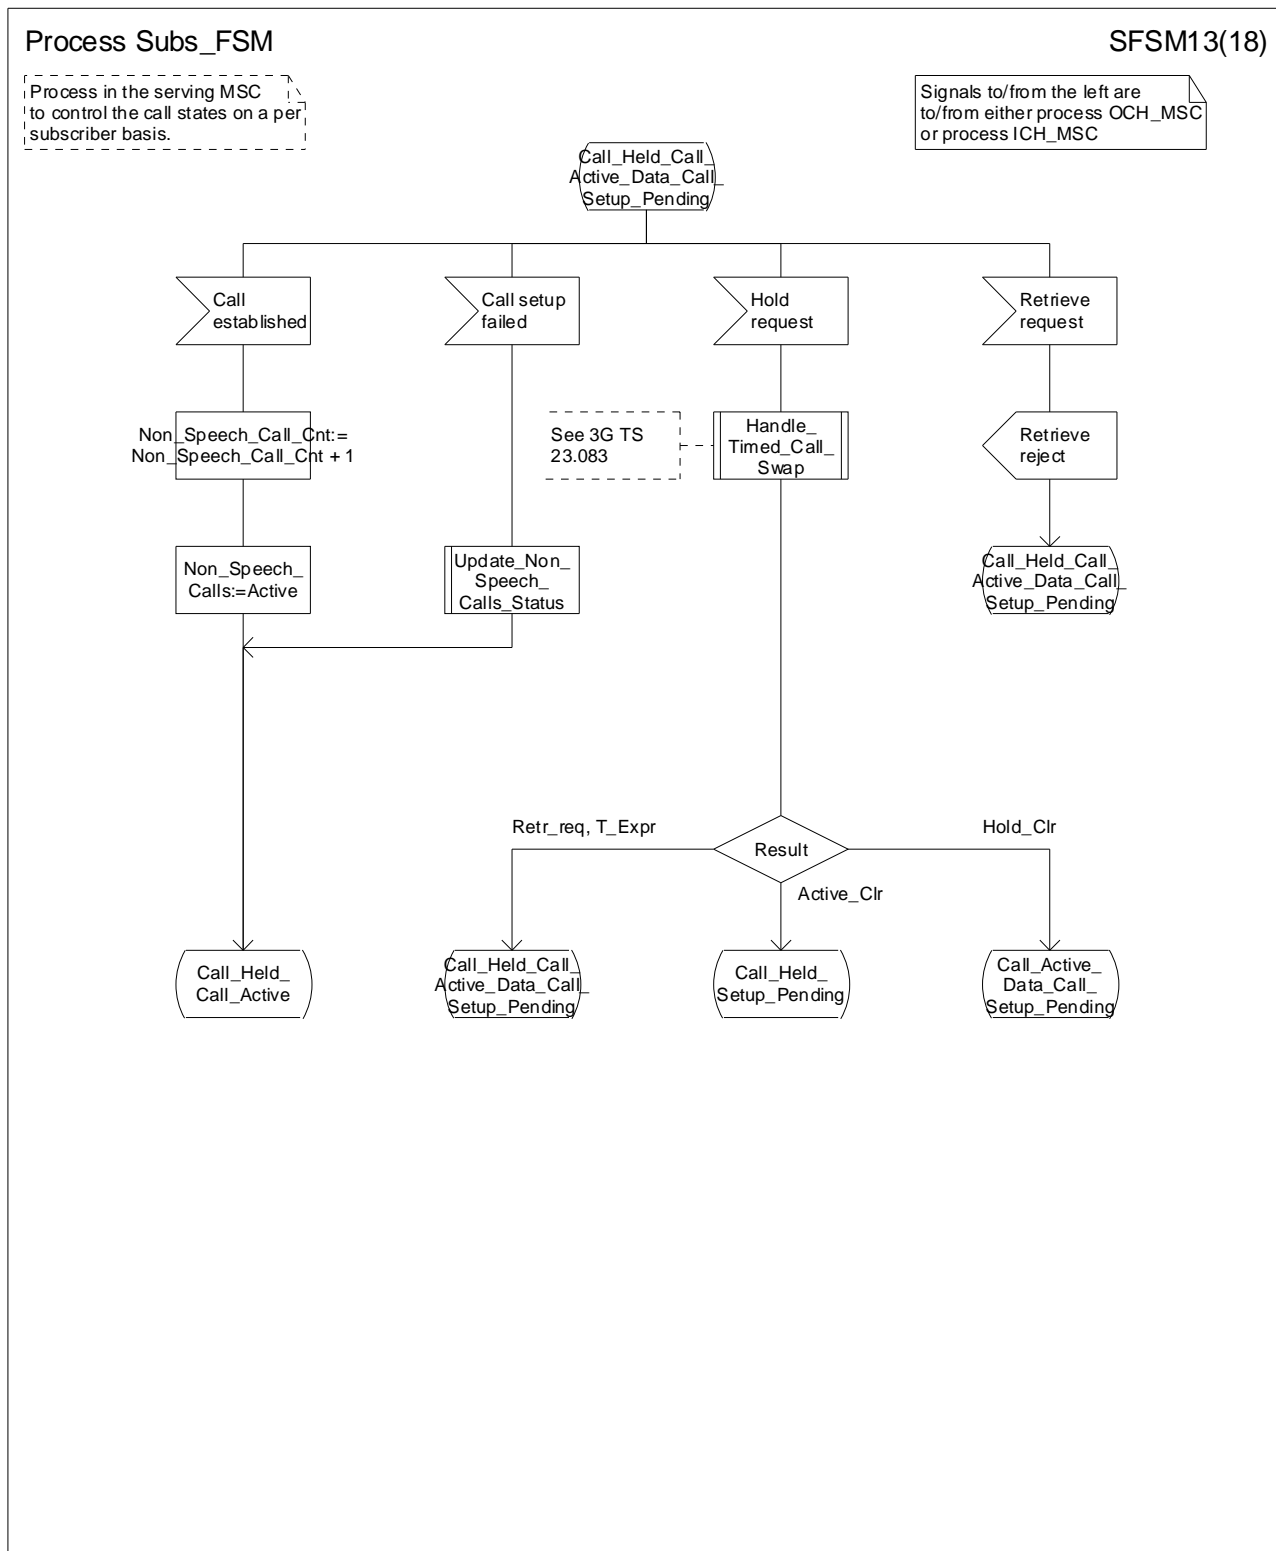 Process Subs_FSM
SFSM13(18)
Process in the serving MSC
to control the call states on a per
subscriber basis.
Signals to/from the left are
to/from either process OCH_MSC
or process ICH_MSC
Call_Held_Call_
Active_Data_Call_
Setup_Pending
Call
established
Call setup
failed
Hold
request
Retrieve
request
Non_Speech_Call_Cnt:=
Non_Speech_Call_Cnt + 1
See 3G TS
23.083
Handle_
Timed_Call_
Swap
Retrieve
reject
Non_Speech_
Calls:=Active
Update_Non_
Speech_
Calls_Status
Call_Held_Call_
Active_Data_Call_
Setup_Pending
Retr_req, T_Expr
Result
Hold_Clr
Active_Clr
Call_Held_
Call_Active
Call_Held_Call_
Active_Data_Call_
Setup_Pending
Call_Held_
Setup_Pending
Call_Active_
Data_Call_
Setup_Pending